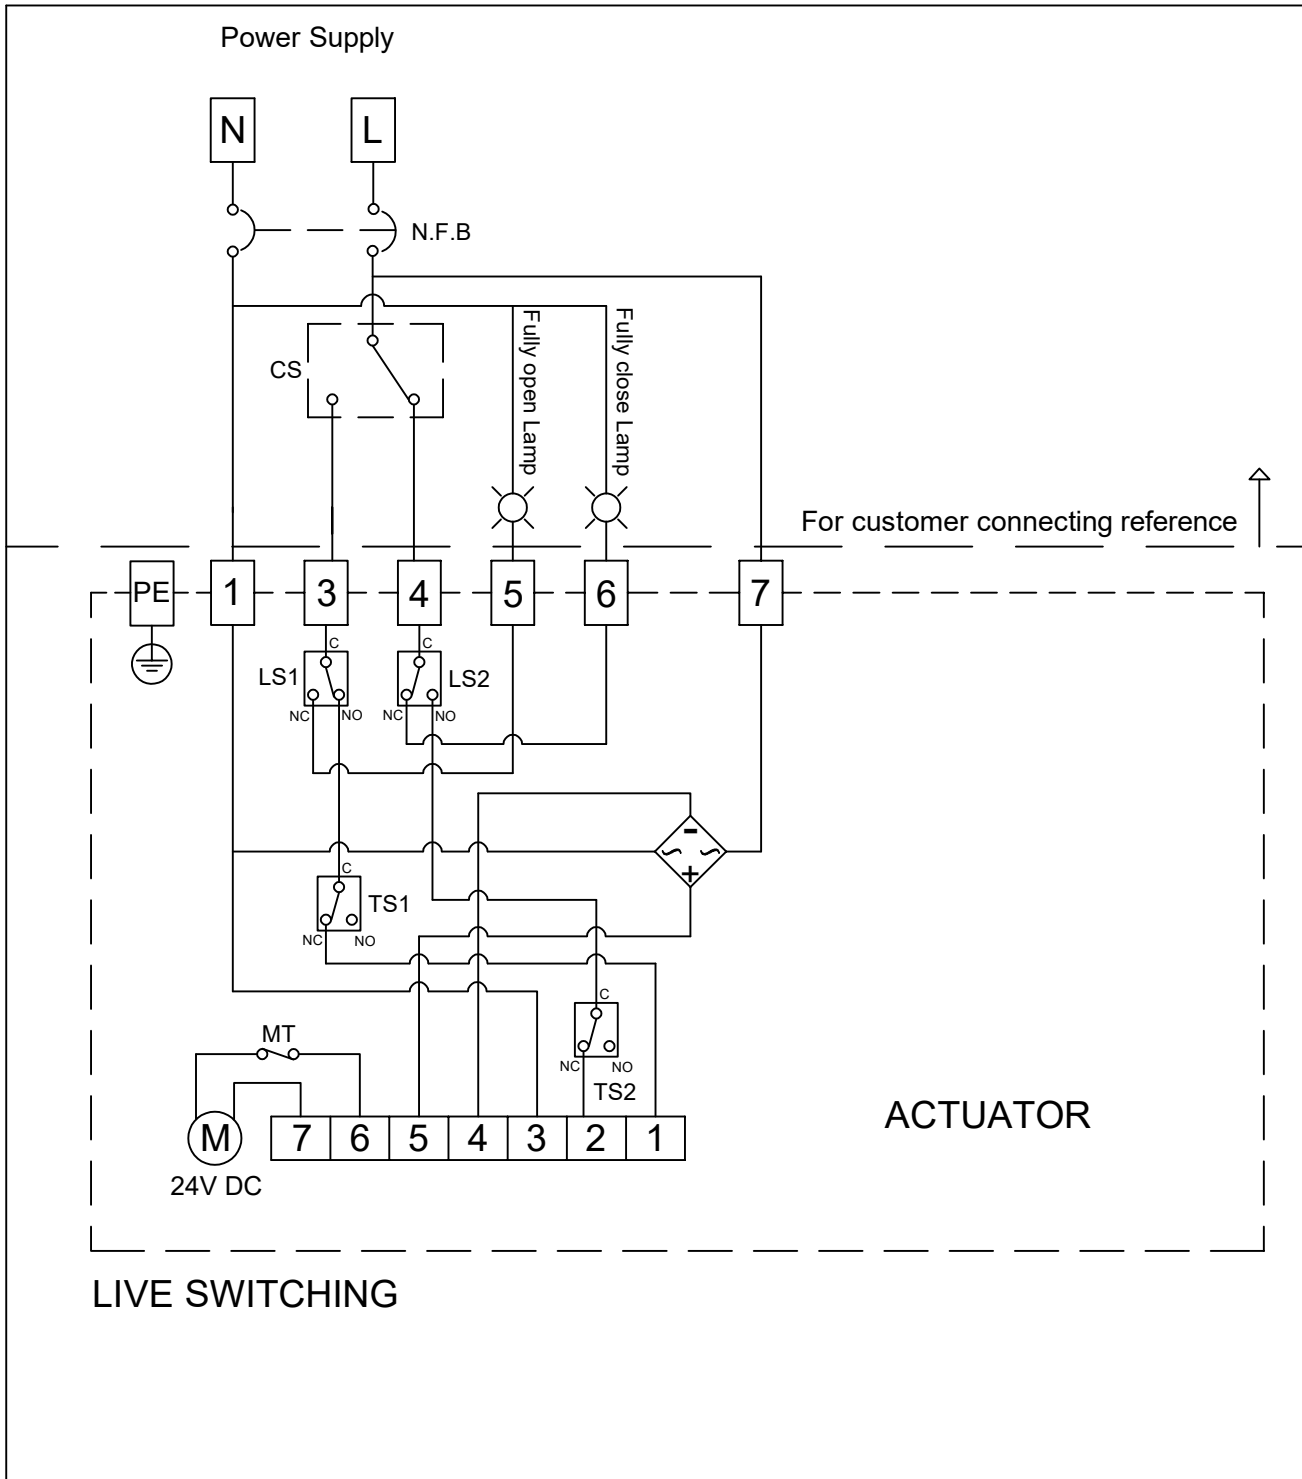 Power Supply
N L
N.F.B
CS
Fully open Lamp
Fully close Lamp
For customer connecting reference
PE 1 3 4 5 6 7
C C
LS1 LS2
NC NO NC NO
- 
+
C
TS1
NC NO
C
MT
NC NO
TS2
ACTUATOR
M 7 6 5 4 3 2 1
24V DC
LIVE SWITCHING